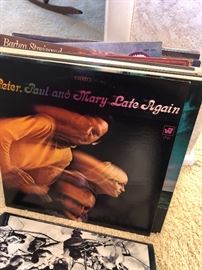 Barbra Streisand
STEREO
Peter, Paul and Mary Late Again